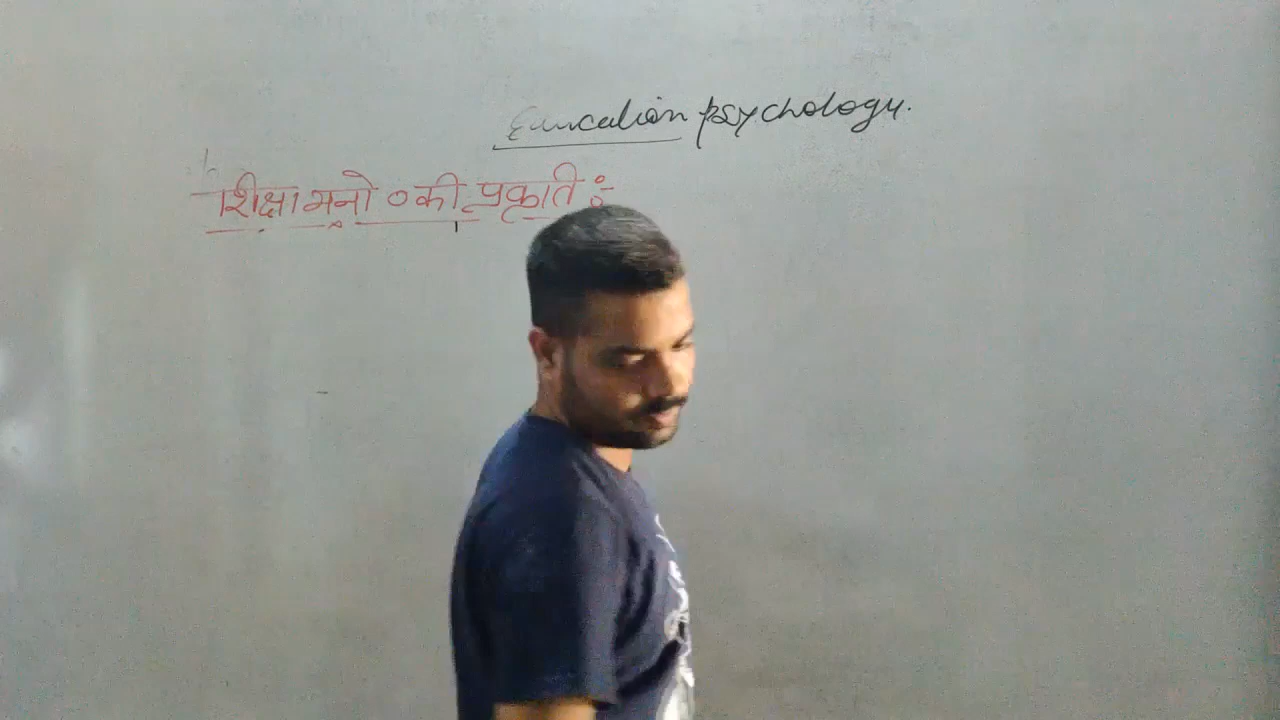 Education psychology.
शिक्षा मनो ० की प्रकृति :-